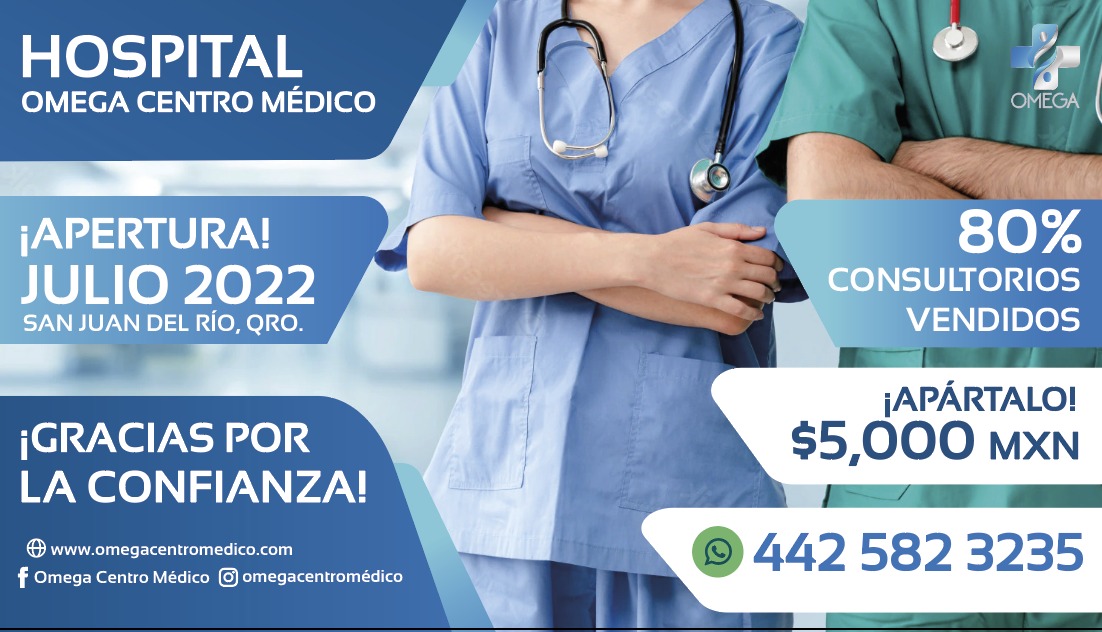 HOSPITAL
OMEGA CENTRO MÉDICO
OMEGA
¡APERTURA!
JULIO 2022
SAN JUAN DEL RÍO, QRO.
80%
CONSULTORIOS
VENDIDOS
¡APÁRTALO!
$5,000 MXN
¡GRACIAS POR
LA CONFIANZA!
www.omegacentromedico.com
Omega Centro Médico omegacentromédico
442 582 3235